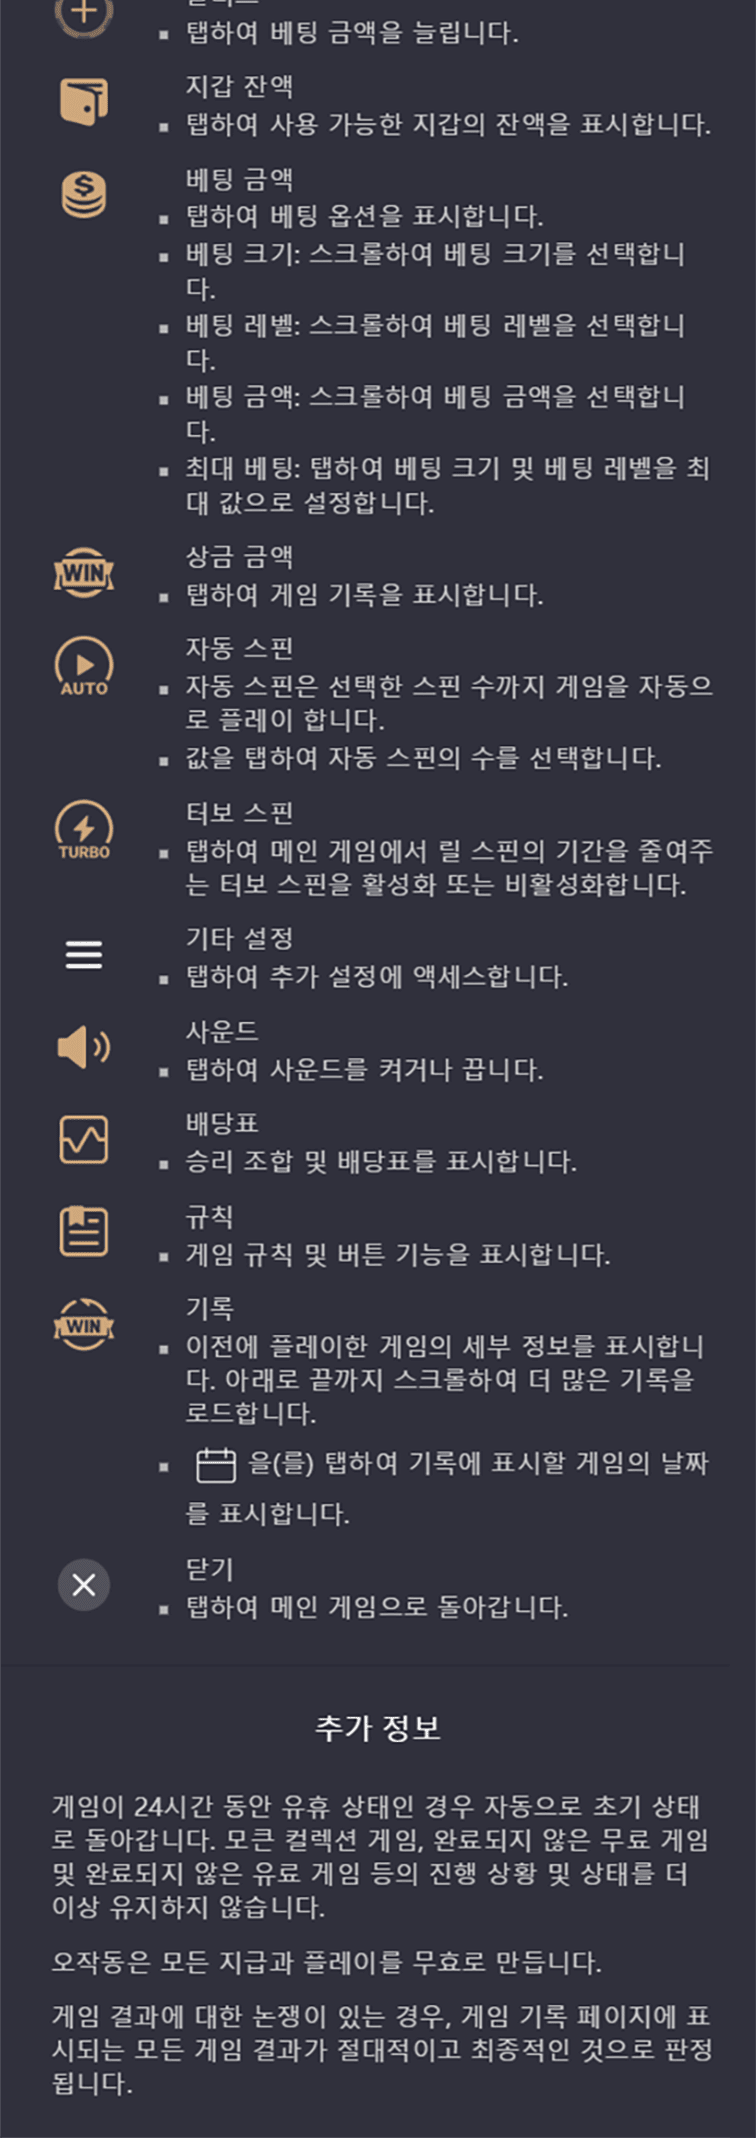 탭하여 베팅 금액을 늘립니다.
지갑 잔액
탭하여 사용 가능한 지갑의 잔액을 표시합니다.
베팅 금액
탭하여 베팅 옵션을 표시합니다.
베팅 크기: 스크롤하여 베팅 크기를 선택합니
다.
베팅 레벨: 스크롤하여 베팅 레벨을 선택합니
다.
베팅 금액: 스크롤하여 베팅 금액을 선택합니
다.
최대 베팅: 탭하여 베팅 크기 및 베팅 레벨을 최
대 값으로 설정합니다.
WIN
상금 금액
탭하여 게임 기록을 표시합니다.
AUTO
자동 스핀
자동 스핀은 선택한 스핀 수까지 게임을 자동으
로 플레이 합니다.
값을 탭하여 자동 스핀의 수를 선택합니다.
TURBO
터보 스핀
탭하여 메인 게임에서 릴 스핀의 기간을 줄여주
는 터보 스핀을 활성화 또는 비활성화합니다.
기타 설정
탭하여 추가 설정에 액세스합니다.
사운드
탭하여 사운드를 켜거나 끕니다.
배당표
승리 조합 및 배당표를 표시합니다.
규칙
게임 규칙 및 버튼 기능을 표시합니다.
WIN
기록
이전에 플레이한 게임의 세부 정보를 표시합니
다. 아래로 끝까지 스크롤하여 더 많은 기록을
로드합니다.
을(를) 탭하여 기록에 표시할 게임의 날짜
를 표시합니다.
닫기
탭하여 메인 게임으로 돌아갑니다.
추가 정보
게임이 24시간 동안 유휴 상태인 경우 자동으로 초기 상태
로 돌아갑니다. 모큰 컬렉션 게임, 완료되지 않은 무료 게임
및 완료되지 않은 유료 게임 등의 진행 상황 및 상태를 더
이상 유지하지 않습니다.
오작동은 모든 지급과 플레이를 무효로 만듭니다.
게임 결과에 대한 논쟁이 있는 경우, 게임 기록 페이지에 표
시되는 모든 게임 결과가 절대적이고 최종적인 것으로 판정
됩니다.